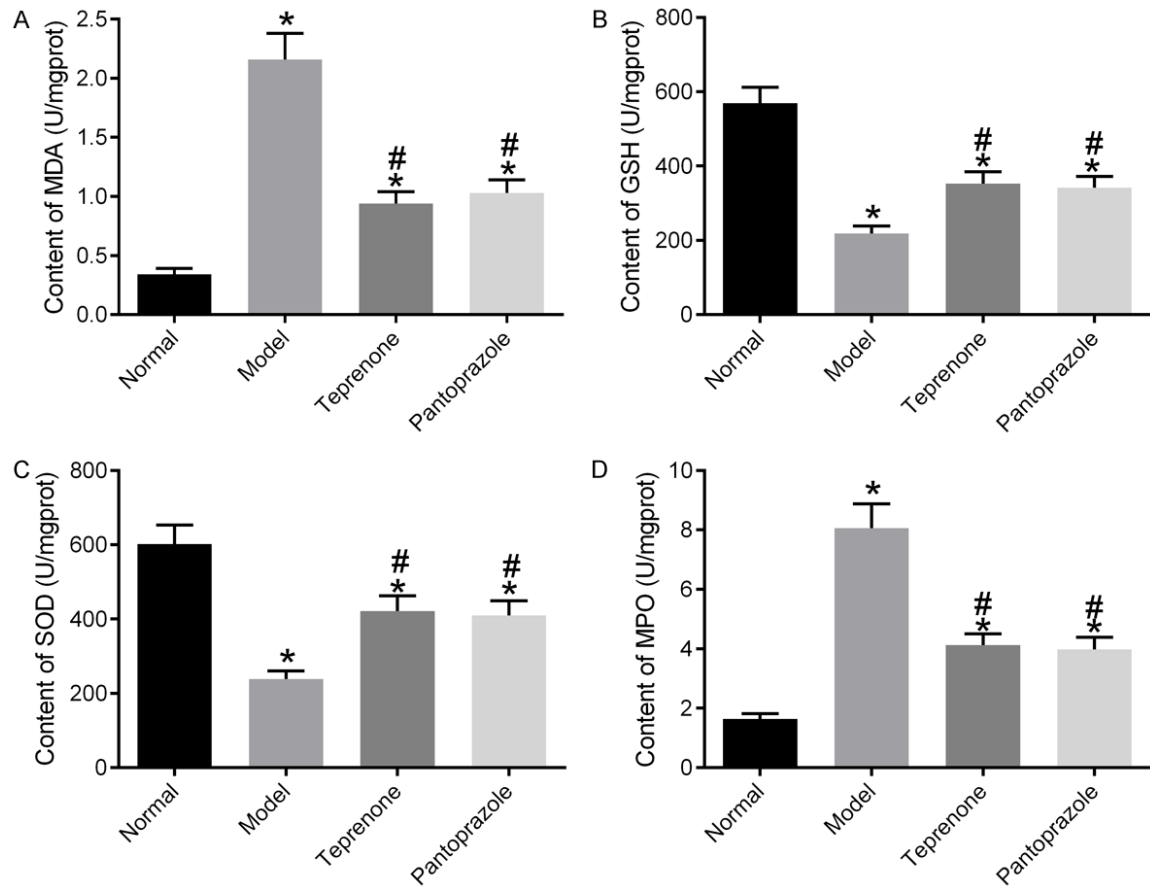 A
Content of MDA (U/mgprot)
2.5
2.0
1.5
1.0
0.5
0.0
*
#
*
#
*
Normal
Model
Teprenone
Pantoprazole
B
Content of GSH (U/mgprot)
800
600
400
200
0
*
#
*
#
*
Normal
Model
Teprenone
Pantoprazole
C
Content of SOD (U/mgprot)
800
600
400
200
0
*
#
*
#
*
Normal
Model
Teprenone
Pantoprazole
D
Content of MPO (U/mgprot)
10
8
6
4
2
0
*
#
*
#
*
Normal
Model
Teprenone
Pantoprazole